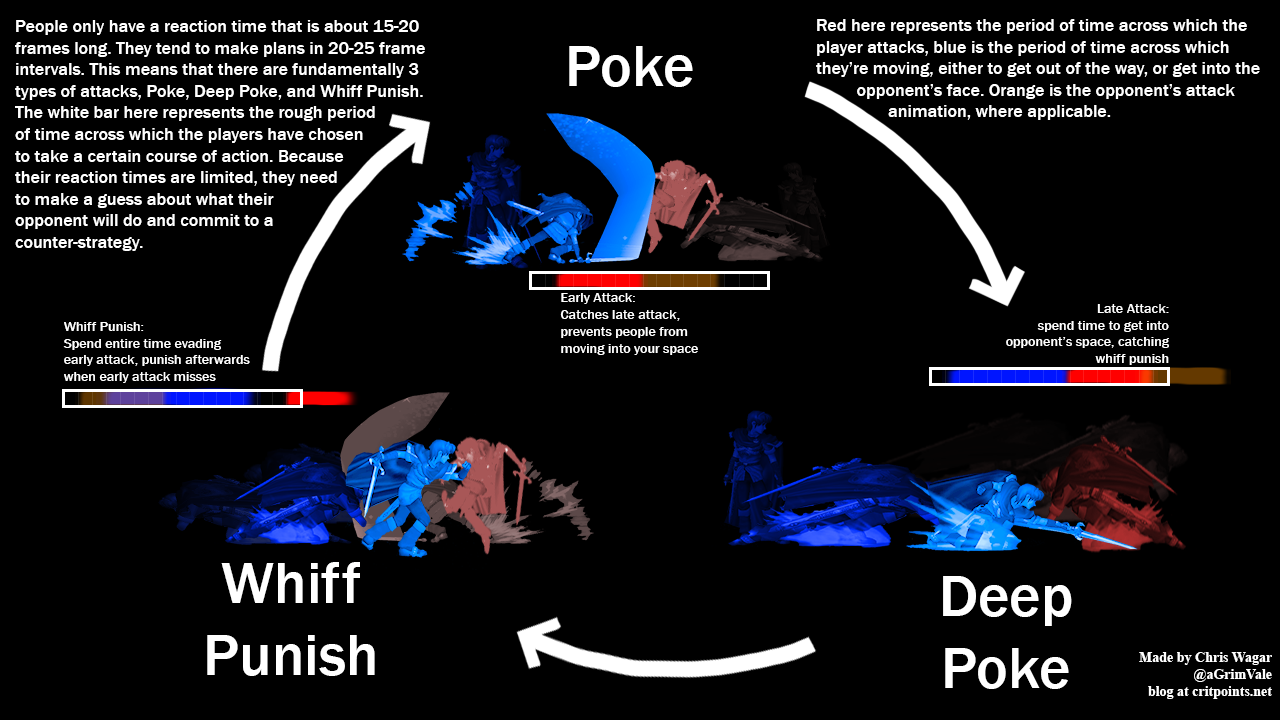 People only have a reaction time that is about 15-20
frames long. They tend to make plans in 20-25 frame
intervals. This means that there are fundamentally 3
types of attacks, Poke, Deep Poke, and Whiff Punish.
The white bar here represents the rough period
of time across which the players have chosen
to take a certain course of action. Because
their reaction times are limited, they need
to make a guess about what their
opponent will do and commit to a
counter-strategy.
Poke
Red here represents the period of time across which the
player attacks, blue is the period of time across which
they're moving, either to get out of the way, or get into the
opponent's face. Orange is the opponent's attack
animation, where applicable.
Early Attack:
Catches late attack,
prevents people from
moving into your space
Whiff Punish:
Spend entire time evading
early attack, punish afterwards
when early attack misses
Late Attack:
spend time to get into
opponent's space, catching
whiff punish
Whiff
Punish
Deep
Poke
Made by Chris Wagar
@aGrimVale
blog at critpoints.net